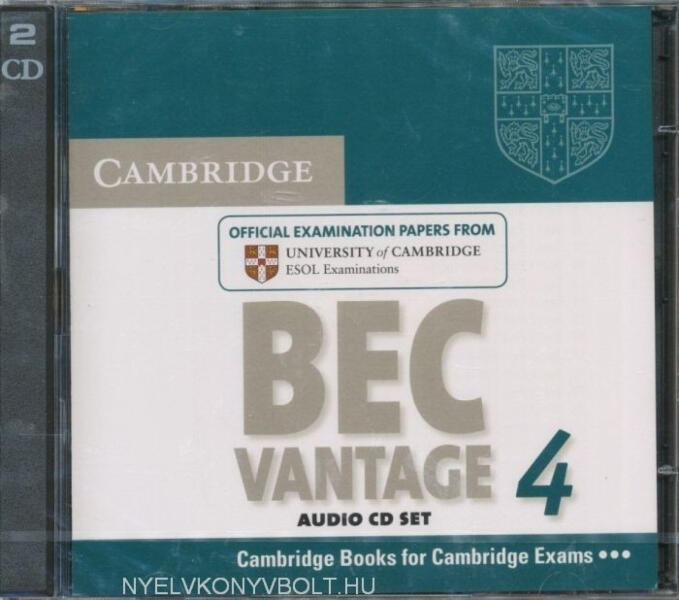 2
CD
CAMBRIDGE
OFFICIAL EXAMINATION PAPERS FROM
UNIVERSITY of CAMBRIDGE
ESOL Examinations
BEC
VANTAGE 4
AUDIO CD SET
Cambridge Books for Cambridge Exams •••
NYELVKONYVBOLT.HU